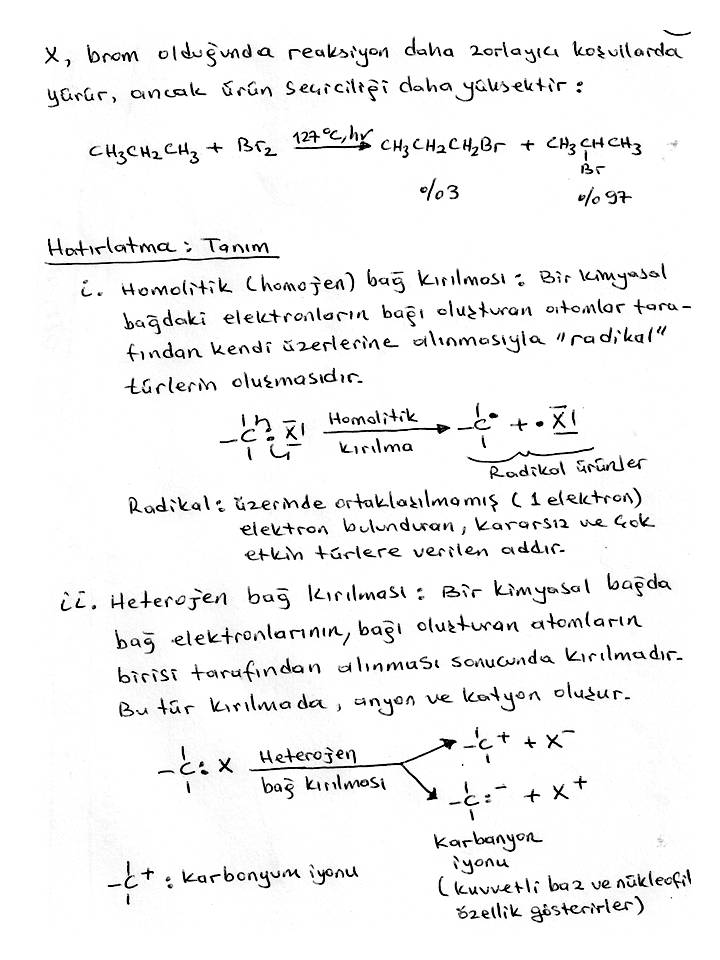 X, brom olduğunda reaksiyon daha zorlayıcı koşullarda
yürür, ancak ürün seçiciliği daha yüksektir :
CH3CH2CH3 + Br2 127°C, hν CH3CH2CH2Br + CH3CHCH3
Br
%3 %97
Hatırlatma : Tanım
i. Homolitik (homojen) bağ kırılması : Bir kimyasal
bağdaki elektronların bağı oluşturan atomlar tara-
fından kendi üzerlerine alınmasıyla "radikal"
türlerin oluşmasıdır.
-C:X Homolitik kırılma -C• + •X
Radikal ürünler
Radikal : üzerinde ortaklaşılmamış (1 elektron)
elektron bulunduran, kararsız ve çok
etkin türlere verilen addır.
ii. Heterojen bağ kırılması : Bir kimyasal bağda
bağ elektronlarının, bağı oluşturan atomların
birisi tarafından alınması sonucunda kırılmadır.
Bu tür kırılmada, anyon ve katyon oluşur.
-C+ + X-
-C:X Heterojen bağ kırılması
-C:- + X+
Karbanyon
iyonu
-C+ : Karbonyum iyonu
(kuvvetli baz ve nükleofil
özellik gösterirler)